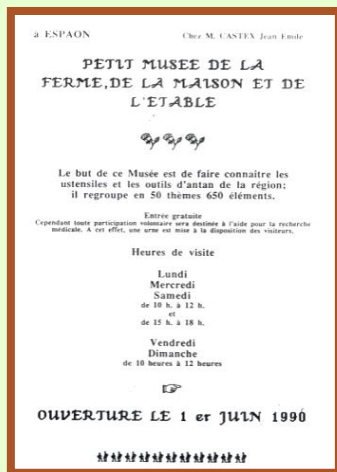 à ESPAON
Chez M. CASTEX Jean Emile
PETIT MUSEE DE LA
FERME,DE LA MAISON ET DE
L'ETABLE
Le but de ce Musée est de faire connaitre les
ustensiles et les outils d'antan de la région;
il regroupe en 50 thèmes 650 éléments.
Entrée gratuite
Cependant toute participation volontaire sera destinée à l'aide pour la recherche
médicale. A cet effet, une urne est mise à la disposition des visiteurs.
Heures de visite
Lundi
Mercredi
Samedi
de 10 h. à 12 h.
et
de 15 h. à 18 h.
Vendredi
Dimanche
de 10 heures à 12 heures
OUVERTURE LE 1 er JUIN 1990